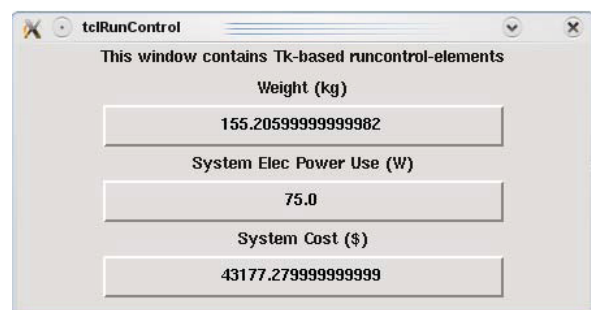 tclRunControl
This window contains Tk-based runcontrol-elements
Weight (kg)
155.20599999999982
System Elec Power Use (W)
75.0
System Cost ($)
43177.279999999999